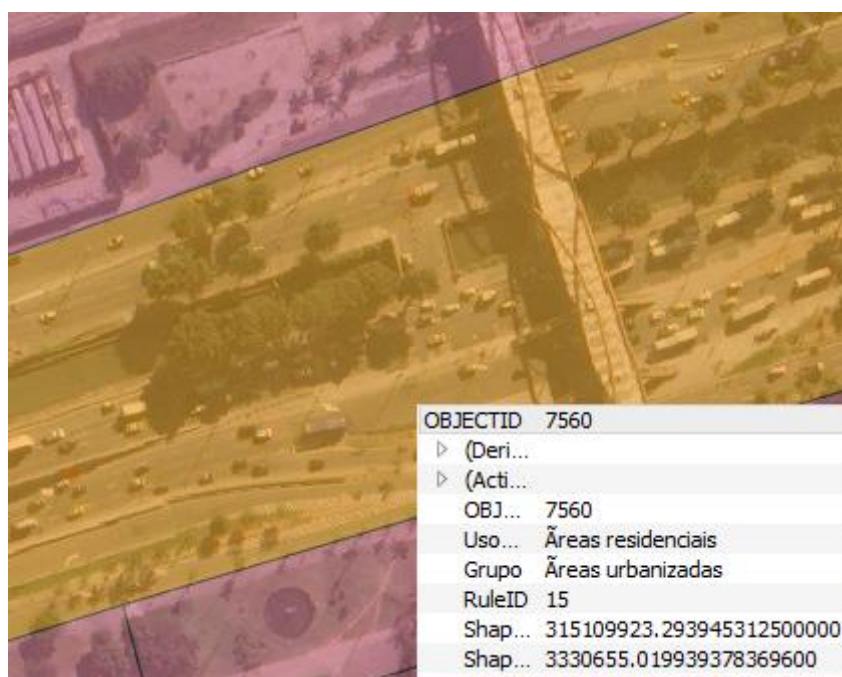 OBJECTID 7560
(Deri...
(Acti...
OBJ... 7560
Uso... Ãreas residenciais
Grupo Ãreas urbanizadas
RuleID 15
Shap... 315109923.293945312500000
Shap... 3330655.019939378369600